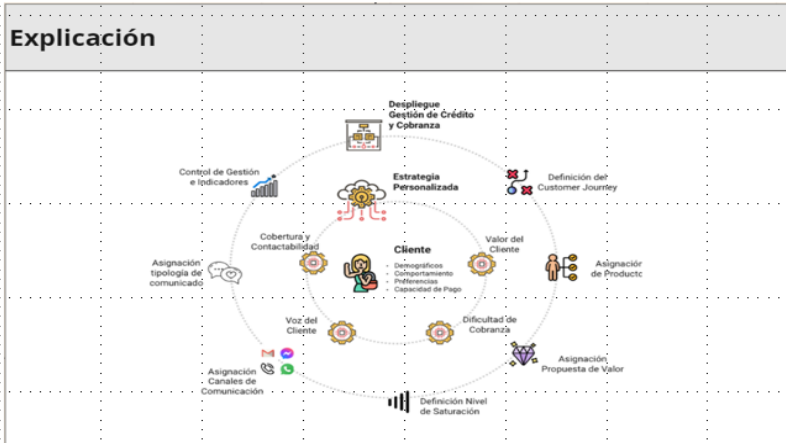 Explicación
Despliegue
Gestión de Crédito
y Cobranza
Control de Gestión
e Indicadores
Estrategia
Personalizada
Definición del
Customer Journey
Cobertura y
Contactabilidad
Cliente
- Demográficos
- Comportamiento
- Preferencias
- Capacidad de Pago
Valor del
Cliente
Asignación
tipología de
comunicado
Asignación
de Producto
Voz del
Cliente
Dificultad de
Cobranza
Asignación
Canales de
Comunicación
Asignación
Propuesta de Valor
Definición Nivel
de Saturación